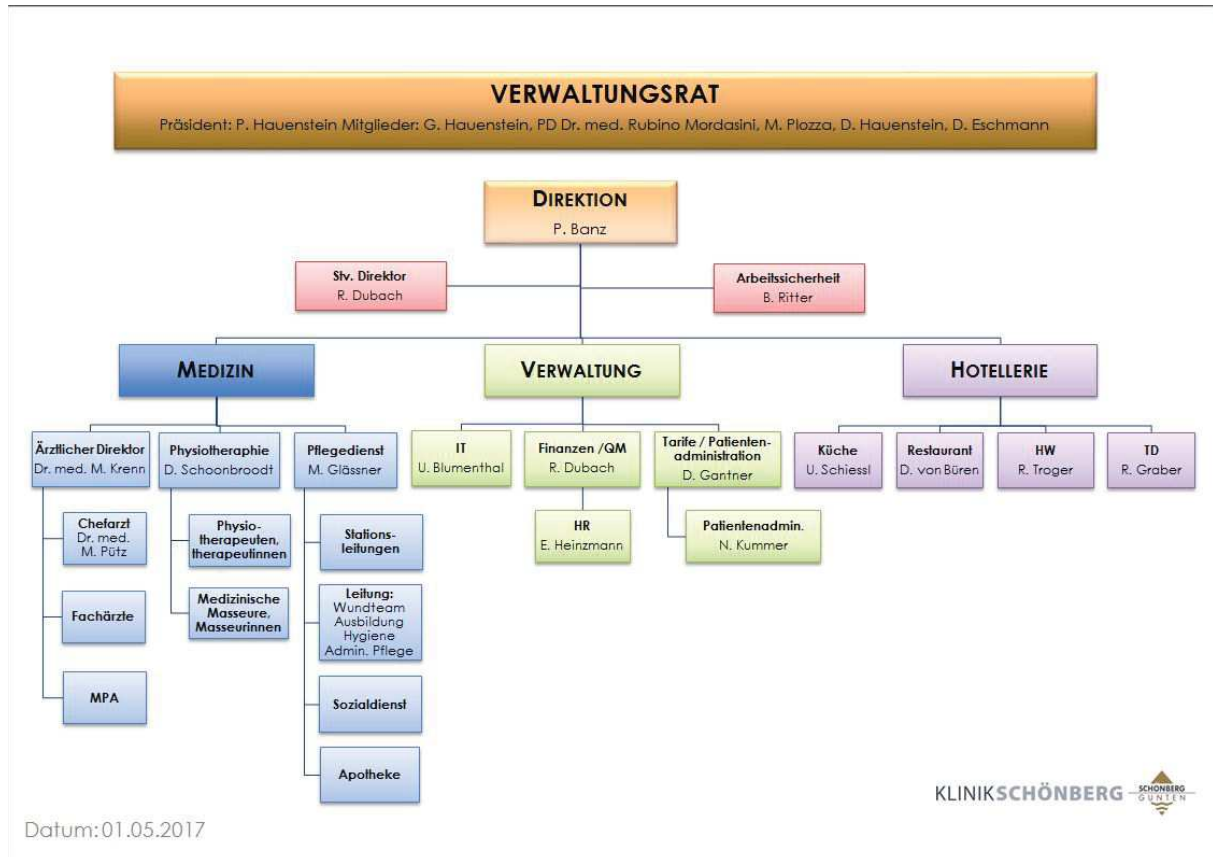 VERWALTUNGSRAT
Präsident: P. Hauenstein Mitglieder: G. Hauenstein, PD Dr. med. Rubino Mordasini, M. Plozza, D. Hauenstein, D. Eschmann
DIREKTION
P. Banz
Stv. Direktor
R. Dubach
Arbeitssicherheit
B. Ritter
MEDIZIN
VERWALTUNG
HOTELLERIE
Ärztlicher Direktor
Dr. med. M. Krenn
Physiotheraphie
D. Schoonbroodt
Pflegedienst
M. Glässner
IT
U. Blumenthal
Finanzen /QM
R. Dubach
Tarife / Patienten-
administration
D. Gantner
Küche
U. Schiessl
Restaurant
D. von Büren
HW
R. Troger
TD
R. Graber
Chefarzt
Dr. med.
M. Pütz
Physio-
therapeuten,
therapeutinnen
Stations-
leitungen
HR
E. Heinzmann
Patientenadmin.
N. Kummer
Fachärzte
Medizinische
Masseure,
Masseurinnen
Leitung:
Wundteam
Ausbildung
Hygiene
Admin. Pflege
MPA
Sozialdienst
Apotheke
KLINIKSCHÖNBERG
SCHÖNBERG
GUNTEN
Datum: 01.05.2017